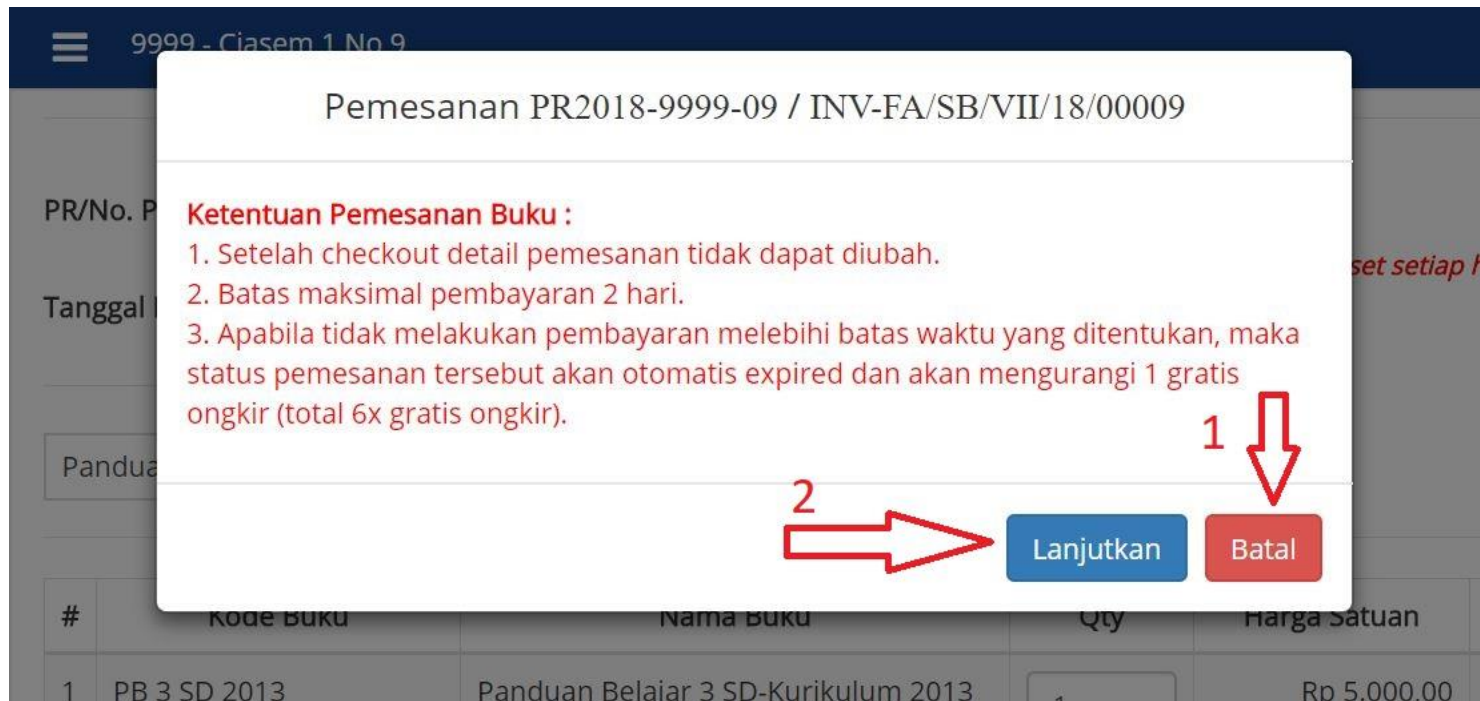 9999 - Ciasem 1 No 9
Pemesanan PR2018-9999-09 / INV-FA/SB/VII/18/00009
PR/No.
Ketentuan Pemesanan Buku :
1. Setelah checkout detail pemesanan tidak dapat diubah.
setiap
2. Batas maksimal pembayaran 2 hari.
Tanggal
3. Apabila tidak melakukan pembayaran melebihi batas waktu yang ditentukan, maka
status pemesanan tersebut akan otomatis expired dan akan mengurangi 1 gratis
ongkir (total 6x gratis ongkir).
1
2
Lanjutkan Batal
# Kode Buku Nama Buku Qty Harga Satuan
1 PB 3 SD 2013 Panduan Belajar 3 SD-Kurikulum 2013 Rp 5.000,00